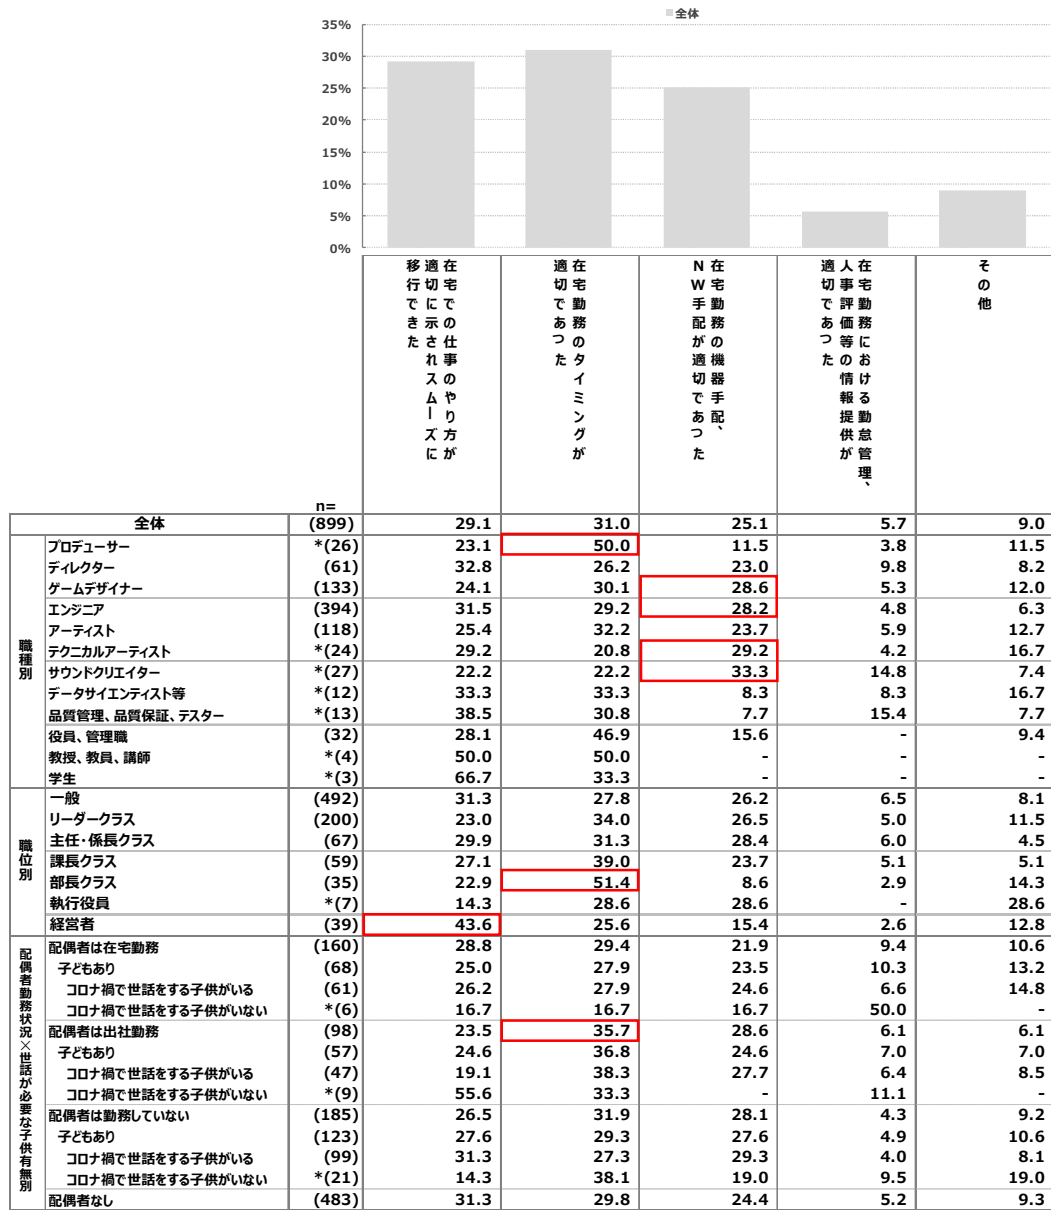 全体
35%
30%
25%
20%
15%
10%
5%
0%
在宅での仕事のやり方が
適切に示されスムーズに
移行できた
在宅勤務のタイミングが
適切であつた
在宅勤務の機器手配、
NW手配が適切であつた
在宅勤務における勤怠管理、
人事評価等の情報提供が
適切であつた
その他
n=
全体 (899) 29.1 31.0 25.1 5.7 9.0
職種別
プロデューサー *(26) 23.1 50.0 11.5 3.8 11.5
ディレクター (61) 32.8 26.2 23.0 9.8 8.2
ゲームデザイナー (133) 24.1 30.1 28.6 5.3 12.0
エンジニア (394) 31.5 29.2 28.2 4.8 6.3
アーティスト (118) 25.4 32.2 23.7 5.9 12.7
テクニカルアーティスト *(24) 29.2 20.8 29.2 4.2 16.7
サウンドクリエイター *(27) 22.2 22.2 33.3 14.8 7.4
データサイエンティスト等 *(12) 33.3 33.3 8.3 8.3 16.7
品質管理、品質保証、テスター *(13) 38.5 30.8 7.7 15.4 7.7
役員、管理職 (32) 28.1 46.9 15.6 - 9.4
教授、教員、講師 *(4) 50.0 50.0 - - -
学生 *(3) 66.7 33.3 - - -
職位別
一般 (492) 31.3 27.8 26.2 6.5 8.1
リーダークラス (200) 23.0 34.0 26.5 5.0 11.5
主任・係長クラス (67) 29.9 31.3 28.4 6.0 4.5
課長クラス (59) 27.1 39.0 23.7 5.1 5.1
部長クラス (35) 22.9 51.4 8.6 2.9 14.3
執行役員 *(7) 14.3 28.6 28.6 - 28.6
経営者 (39) 43.6 25.6 15.4 2.6 12.8
配偶者勤務状況×世話が必要な子供有無別
配偶者は在宅勤務 (160) 28.8 29.4 21.9 9.4 10.6
子どもあり (68) 25.0 27.9 23.5 10.3 13.2
コロナ禍で世話をする子供がいる (61) 26.2 27.9 24.6 6.6 14.8
コロナ禍で世話をする子供がいない *(6) 16.7 16.7 16.7 50.0 -
配偶者は出社勤務 (98) 23.5 35.7 28.6 6.1 6.1
子どもあり (57) 24.6 36.8 24.6 7.0 7.0
コロナ禍で世話をする子供がいる (47) 19.1 38.3 27.7 6.4 8.5
コロナ禍で世話をする子供がいない *(9) 55.6 33.3 - 11.1 -
配偶者は勤務していない (185) 26.5 31.9 28.1 4.3 9.2
子どもあり (123) 27.6 29.3 27.6 4.9 10.6
コロナ禍で世話をする子供がいる (99) 31.3 27.3 29.3 4.0 8.1
コロナ禍で世話をする子供がいない *(21) 14.3 38.1 19.0 9.5 19.0
配偶者なし (483) 31.3 29.8 24.4 5.2 9.3